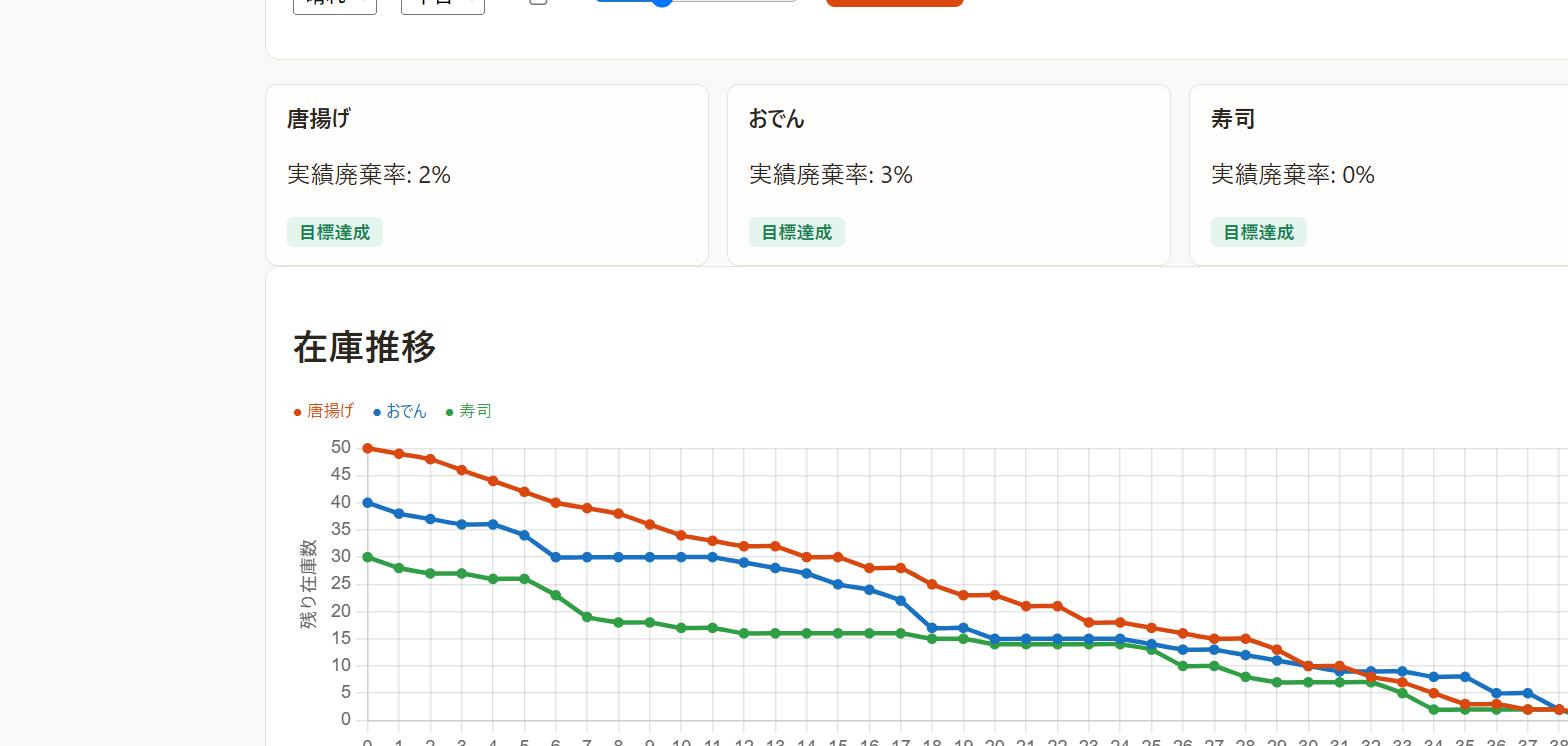 晴れ 平日
唐揚げ
実績廃棄率: 2%
目標達成
おでん
実績廃棄率: 3%
目標達成
寿司
実績廃棄率: 0%
目標達成
在庫推移
● 唐揚げ ● おでん ● 寿司
残り在庫数
50
45
40
35
30
25
20
15
10
5
0
0 1 2 3 4 5 6 7 8 9 10 11 12 13 14 15 16 17 18 19 20 21 22 23 24 25 26 27 28 29 30 31 32 33 34 35 36 37